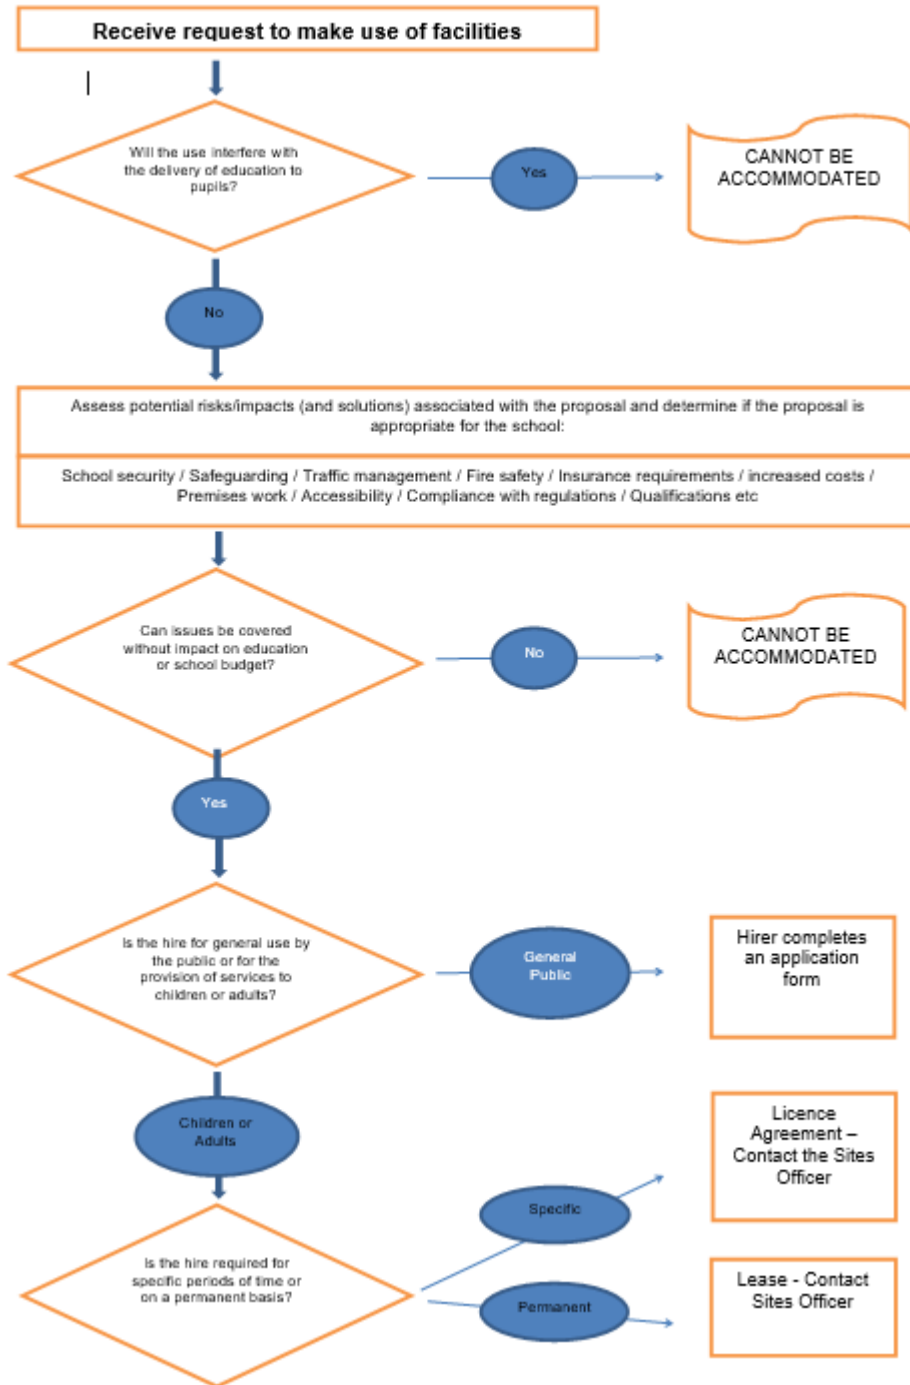 Receive request to make use of facilities
Will the use interfere with
the delivery of education to
pupils?
Yes
CANNOT BE
ACCOMMODATED
No
Assess potential risks/impacts (and solutions) associated with the proposal and determine if the proposal is
appropriate for the school:
School security / Safeguarding / Traffic management / Fire safety / Insurance requirements / increased costs /
Premises work / Accessibility / Compliance with regulations / Qualifications etc
Can issues be covered
without impact on education
or school budget?
No
CANNOT BE
ACCOMMODATED
Yes
Is the hire for general use by
the public or for the
provision of services to
children or adults?
General
Public
Hirer completes
an application
form
Children or
Adults
Licence
Agreement –
Contact the Sites
Officer
Specific
Is the hire required for
specific periods of time or
on a permanent basis?
Permanent
Lease - Contact
Sites Officer